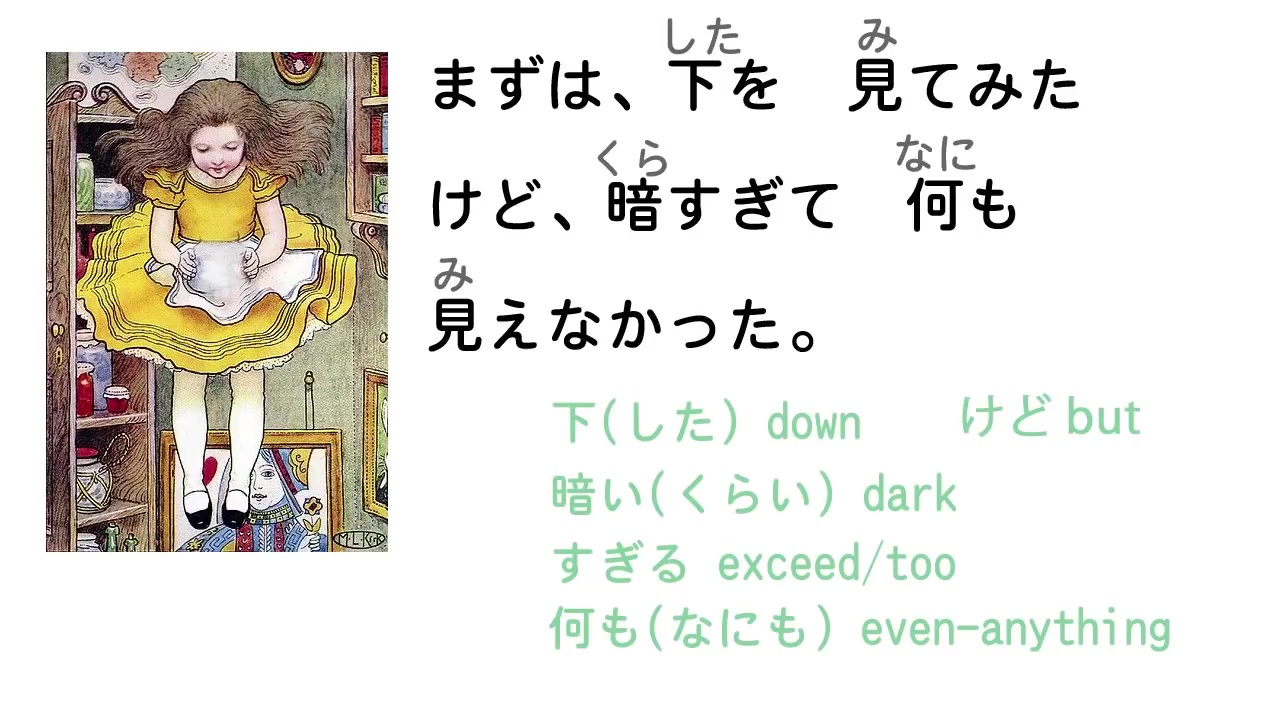 した み
まずは、下を 見てみた
くら なに
けど、暗すぎて 何も
み
見えなかった。
下(した) down けど but
暗い(くらい) dark
すぎる exceed/too
何も(なにも) even-anything
M.L.Kirk